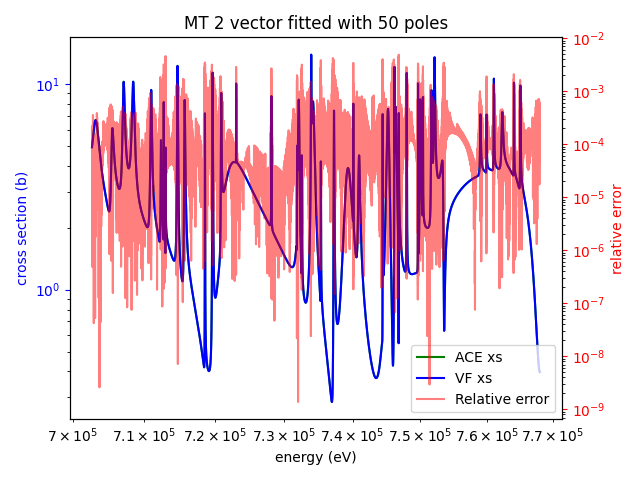 MT 2 vector fitted with 50 poles
10¹
10⁰
cross section (b)
10⁻²
10⁻³
10⁻⁴
10⁻⁵
10⁻⁶
10⁻⁷
10⁻⁸
10⁻⁹
relative error
ACE xs
VF xs
Relative error
7 × 10⁵ 7.1 × 10⁵ 7.2 × 10⁵ 7.3 × 10⁵ 7.4 × 10⁵ 7.5 × 10⁵ 7.6 × 10⁵ 7.7 × 10⁵
energy (eV)